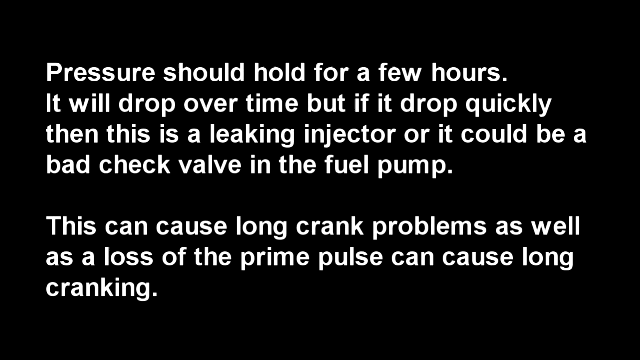 Pressure should hold for a few hours.
It will drop over time but if it drop quickly
then this is a leaking injector or it could be a
bad check valve in the fuel pump.
This can cause long crank problems as well
as a loss of the prime pulse can cause long
cranking.